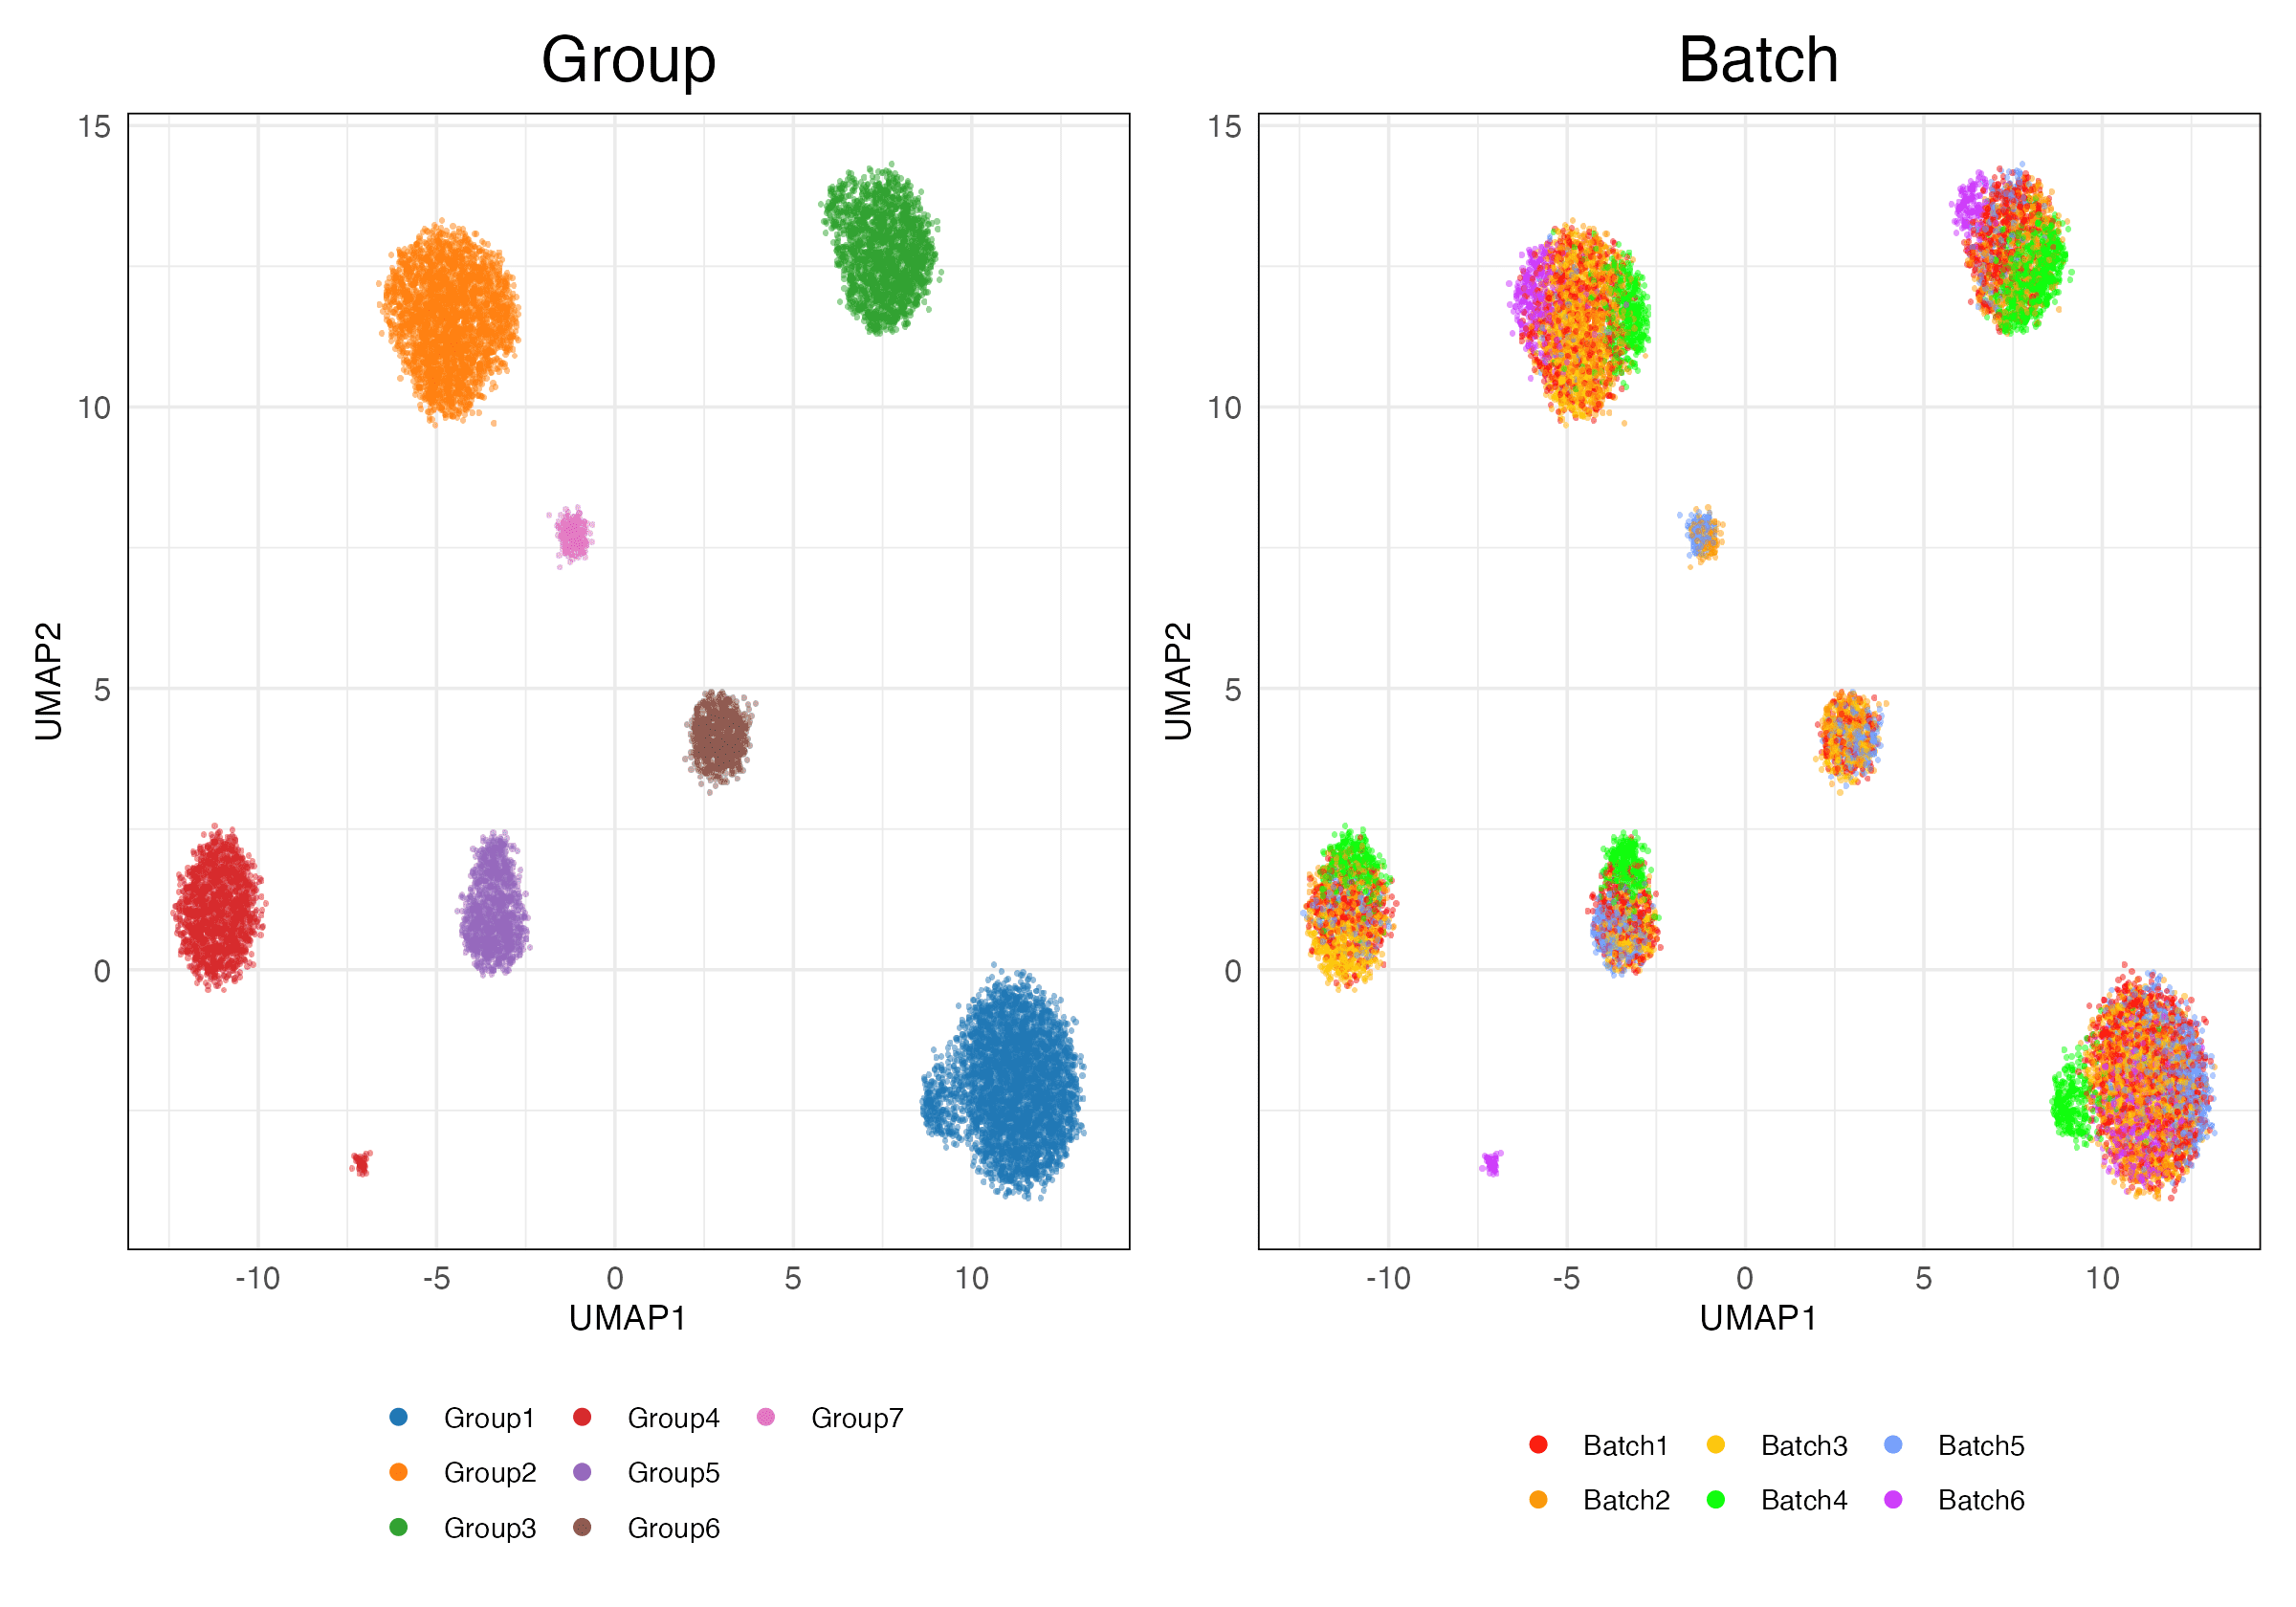 Group
Batch
15
10
5
0
UMAP2
-10 -5 0 5 10
UMAP1
15
10
5
0
UMAP2
-10 -5 0 5 10
UMAP1
Group1 Group4 Group7
Group2 Group5
Group3 Group6
Batch1 Batch3 Batch5
Batch2 Batch4 Batch6